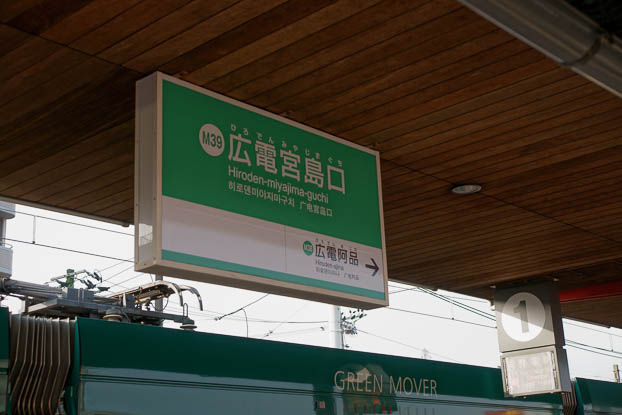 M39
ひろでんみやじまぐち
広電宮島口
Hiroden-miyajima-guchi
히로덴미야지마구치 广电宫岛口
広電阿品
Hiroden-ajina
1
GREEN MOVER